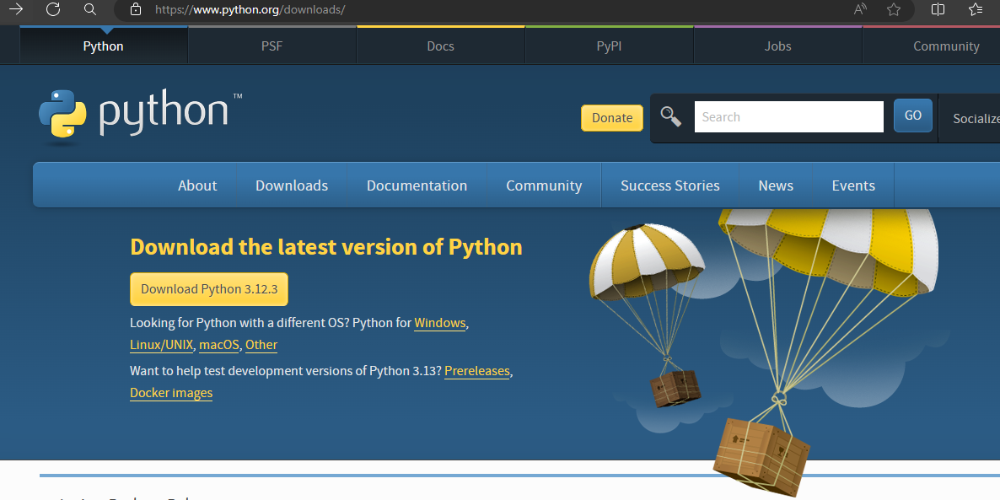 https://www.python.org/downloads/
Python PSF Docs PyPI Jobs Community
python™
Donate Search GO Socialize
About Downloads Documentation Community Success Stories News Events
Download the latest version of Python
Download Python 3.12.3
Looking for Python with a different OS? Python for Windows,
Linux/UNIX, macOS, Other
Want to help test development versions of Python 3.13? Prereleases,
Docker images